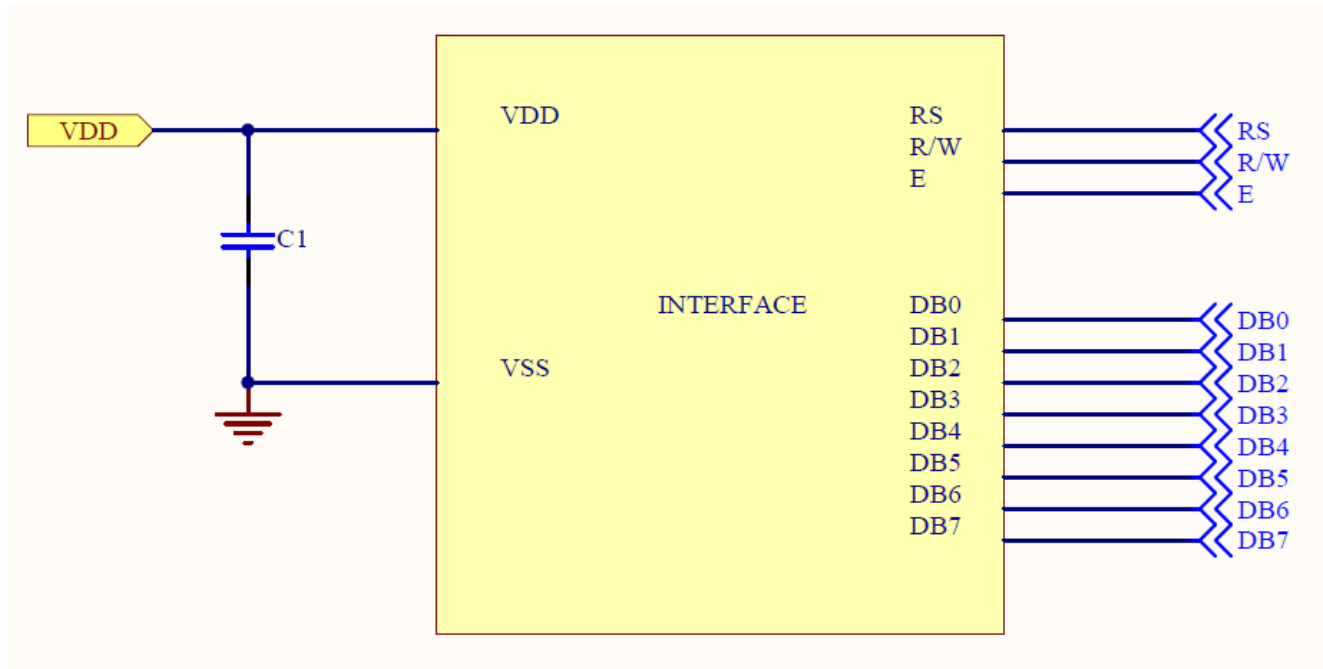 VDD
VDD
RS
RS
R/W
R/W
E
E
C1
INTERFACE
DB0
DB0
DB1
DB1
VSS
DB2
DB2
DB3
DB3
DB4
DB4
DB5
DB5
DB6
DB6
DB7
DB7